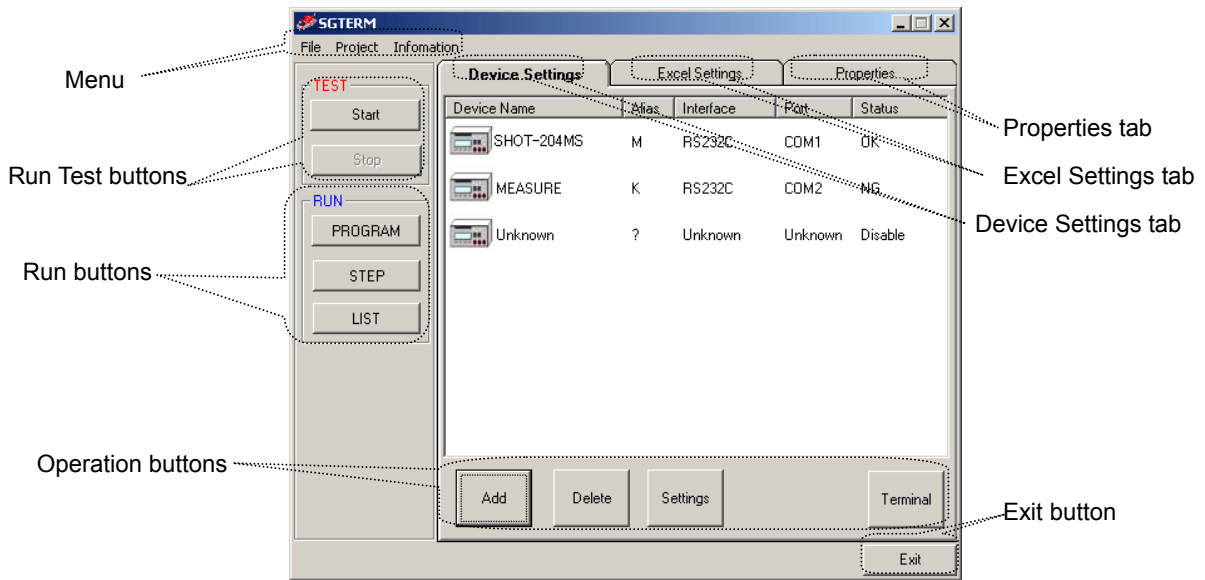 SGTERM
File Project Infomation
Menu
Device Settings
Excel Settings
Properties
TEST
Start
Stop
Run Test buttons
RUN
PROGRAM
STEP
LIST
Run buttons
Device Name Alias Interface Port Status
SHOT-204MS M RS232C COM1 OK
MEASURE K RS232C COM2 NG
Unknown ? Unknown Unknown Disable
Properties tab
Excel Settings tab
Device Settings tab
Operation buttons
Add
Delete
Settings
Terminal
Exit button
Exit